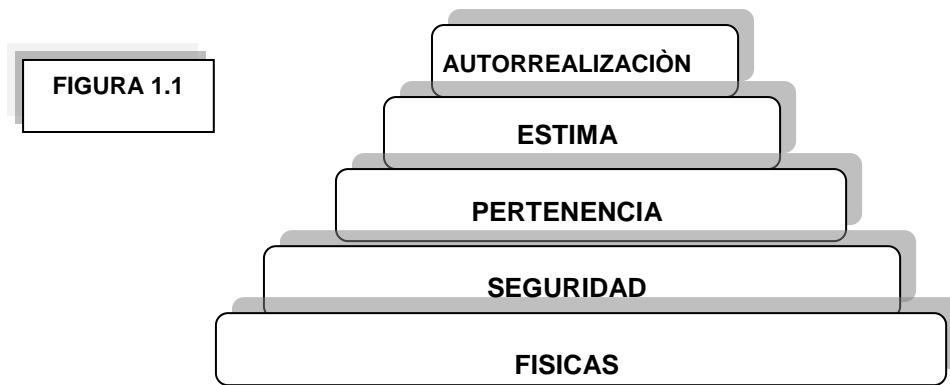 FIGURA 1.1
AUTORREALIZACIÒN
ESTIMA
PERTENENCIA
SEGURIDAD
FISICAS